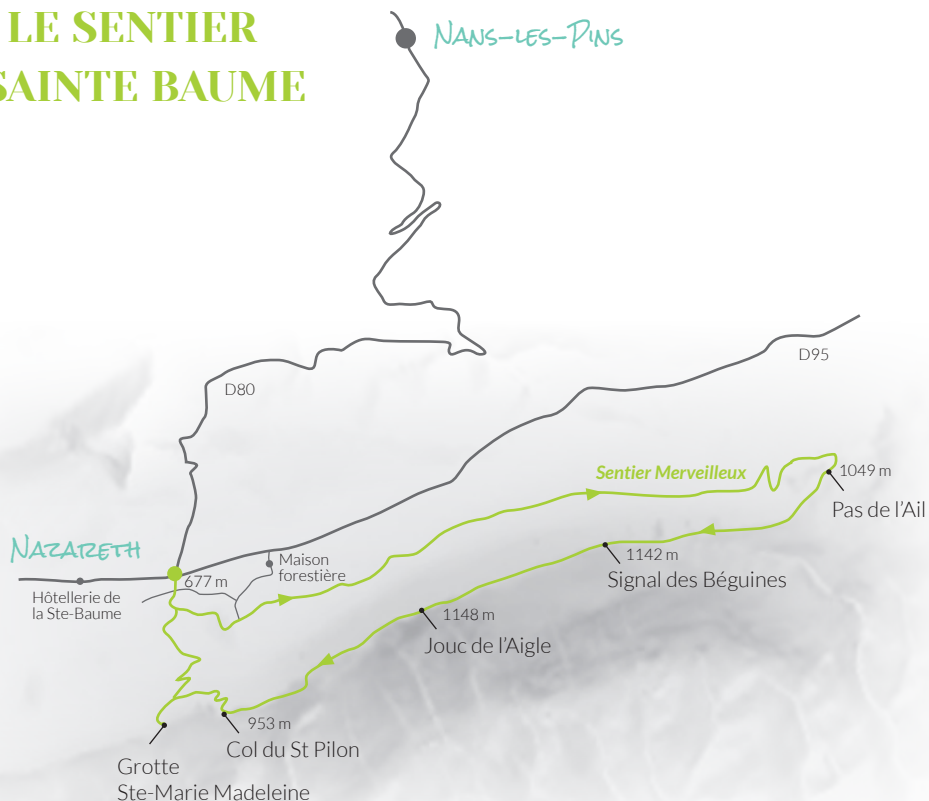 LE SENTIER
SAINTE BAUME
NANS-LES-PINS
D95
D80
Sentier Merveilleux
1049 m
Pas de l'Ail
NAZARETH
1142 m
Signal des Béguines
Maison
forestière
677 m
Hôtellerie de
la Ste-Baume
1148 m
Jouc de l'Aigle
953 m
Col du St Pilon
Grotte
Ste-Marie Madeleine